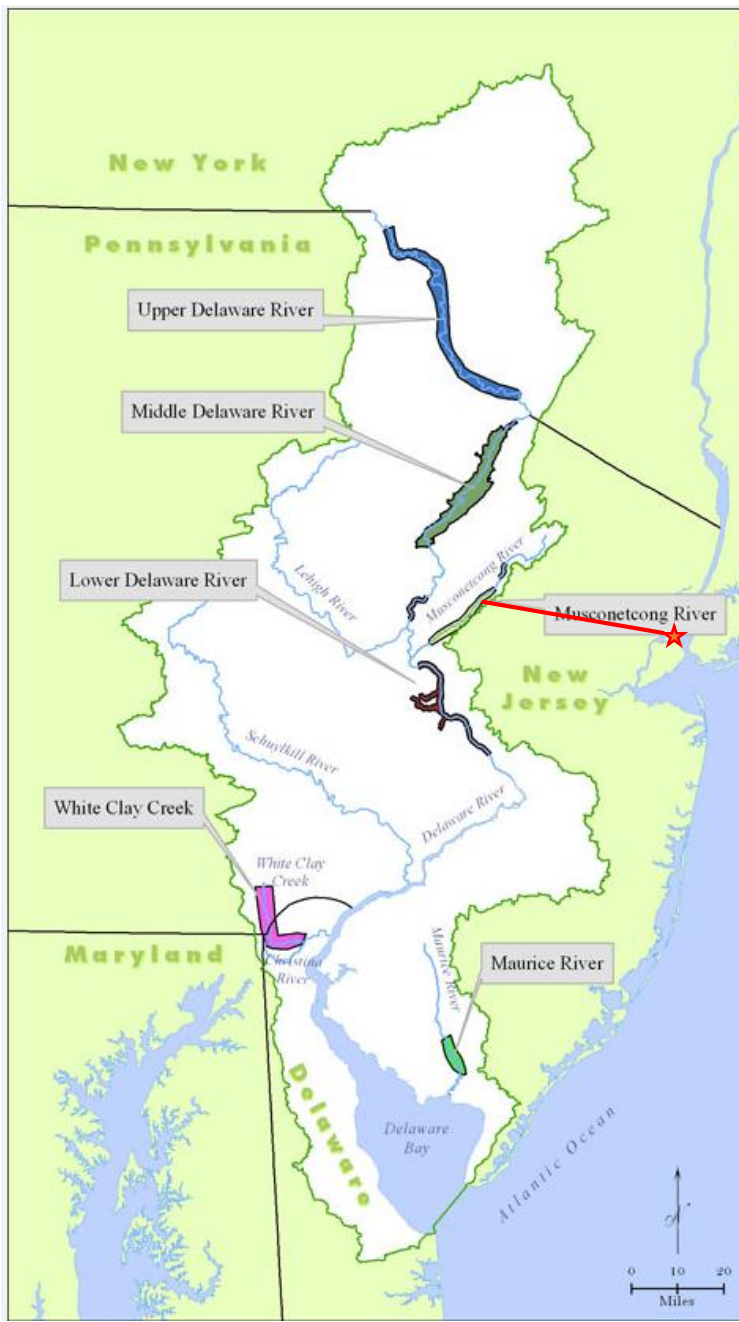 New York
Pennsylvania
Upper Delaware River
Middle Delaware River
Lehigh River
Musconetcong River
Lower Delaware River
Musconetcong River
New
Jersey
Schuylkill River
White Clay Creek
Delaware River
White Clay
Creek
Maryland
Christina
River
Maurice River
Maurice River
Delaware
Delaware
Bay
Atlantic Ocean
N
0 10 20
Miles